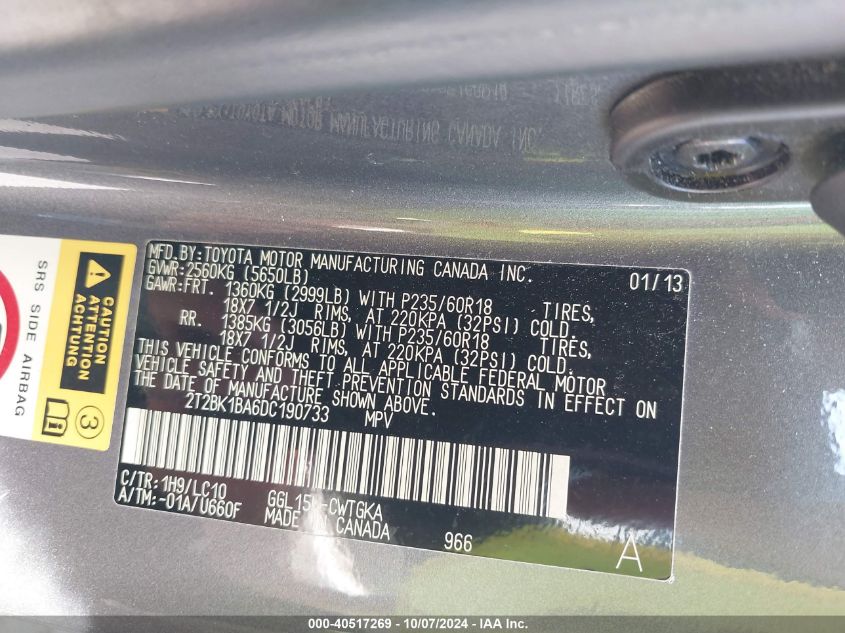 MFD.BY:TOYOTA MOTOR MANUFACTURING CANADA INC. 01/13
GVWR:2560KG (5650LB)
GAWR:FRT. 1360KG (2999LB) WITH P235/60R18 TIRES,
18X7 1/2J RIMS, AT 220KPA (32PSI) COLD.
RR. 1385KG (3056LB) WITH P235/60R18 TIRES,
18X7 1/2J RIMS, AT 220KPA (32PSI) COLD.
THIS VEHICLE CONFORMS TO ALL APPLICABLE FEDERAL MOTOR
VEHICLE SAFETY AND THEFT PREVENTION STANDARDS IN EFFECT ON
THE DATE OF MANUFACTURE SHOWN ABOVE.
2T2BK1BA6DC190733 MPV
C/TR:1H9/LC10
A/TM:-01A/U660F
MADE IN CANADA
966
A
SRS SIDE AIRBAG
CAUTION
ATTENTION
ACHTUNG
3
000-40517269 - 10/07/2024 - IAA Inc.